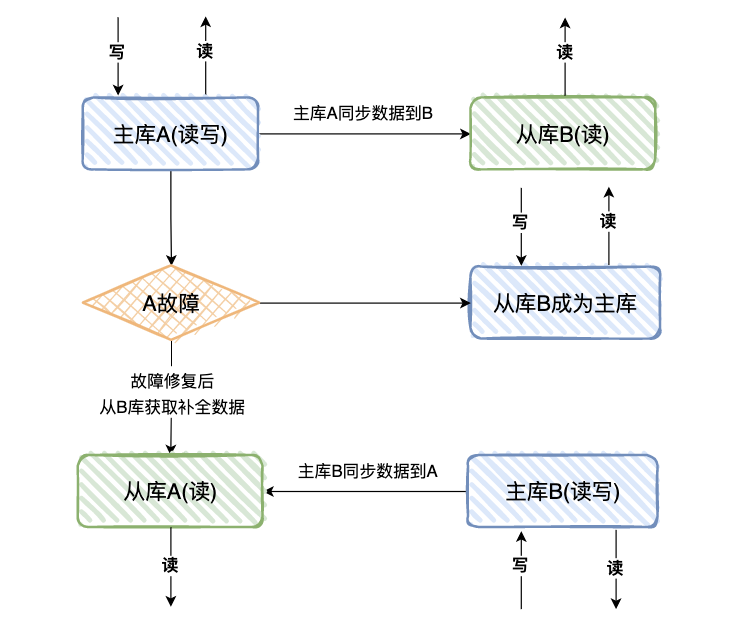 写
读
读
主库A(读写)
主库A同步数据到B
从库B(读)
写
读
A故障
从库B成为主库
故障修复后
从B库获取补全数据
从库A(读)
主库B同步数据到A
主库B(读写)
读
写
读